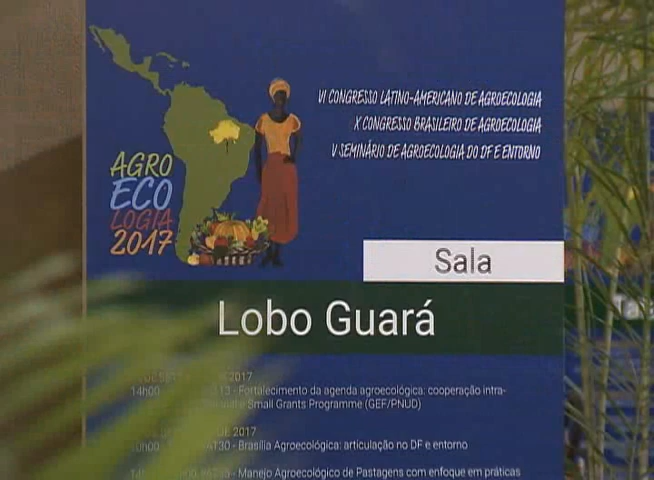 VI CONGRESSO LATINO-AMERICANO DE AGROECOLOGIA
X CONGRESSO BRASILEIRO DE AGROECOLOGIA
V SEMINÁRIO DE AGROECOLOGIA DO DF E ENTORNO
AGRO
ECO
LOGIA
2017
Sala
Lobo Guará
2017
14h00 - Fortalecimento da agenda agroecológica: cooperação intra-
Small Grants Programme (GEF/PNUD)
DE 2017
- Brasília Agroecológica: articulação no DF e entorno
- Manejo Agroecológico de Pastagens com enfoque em práticas